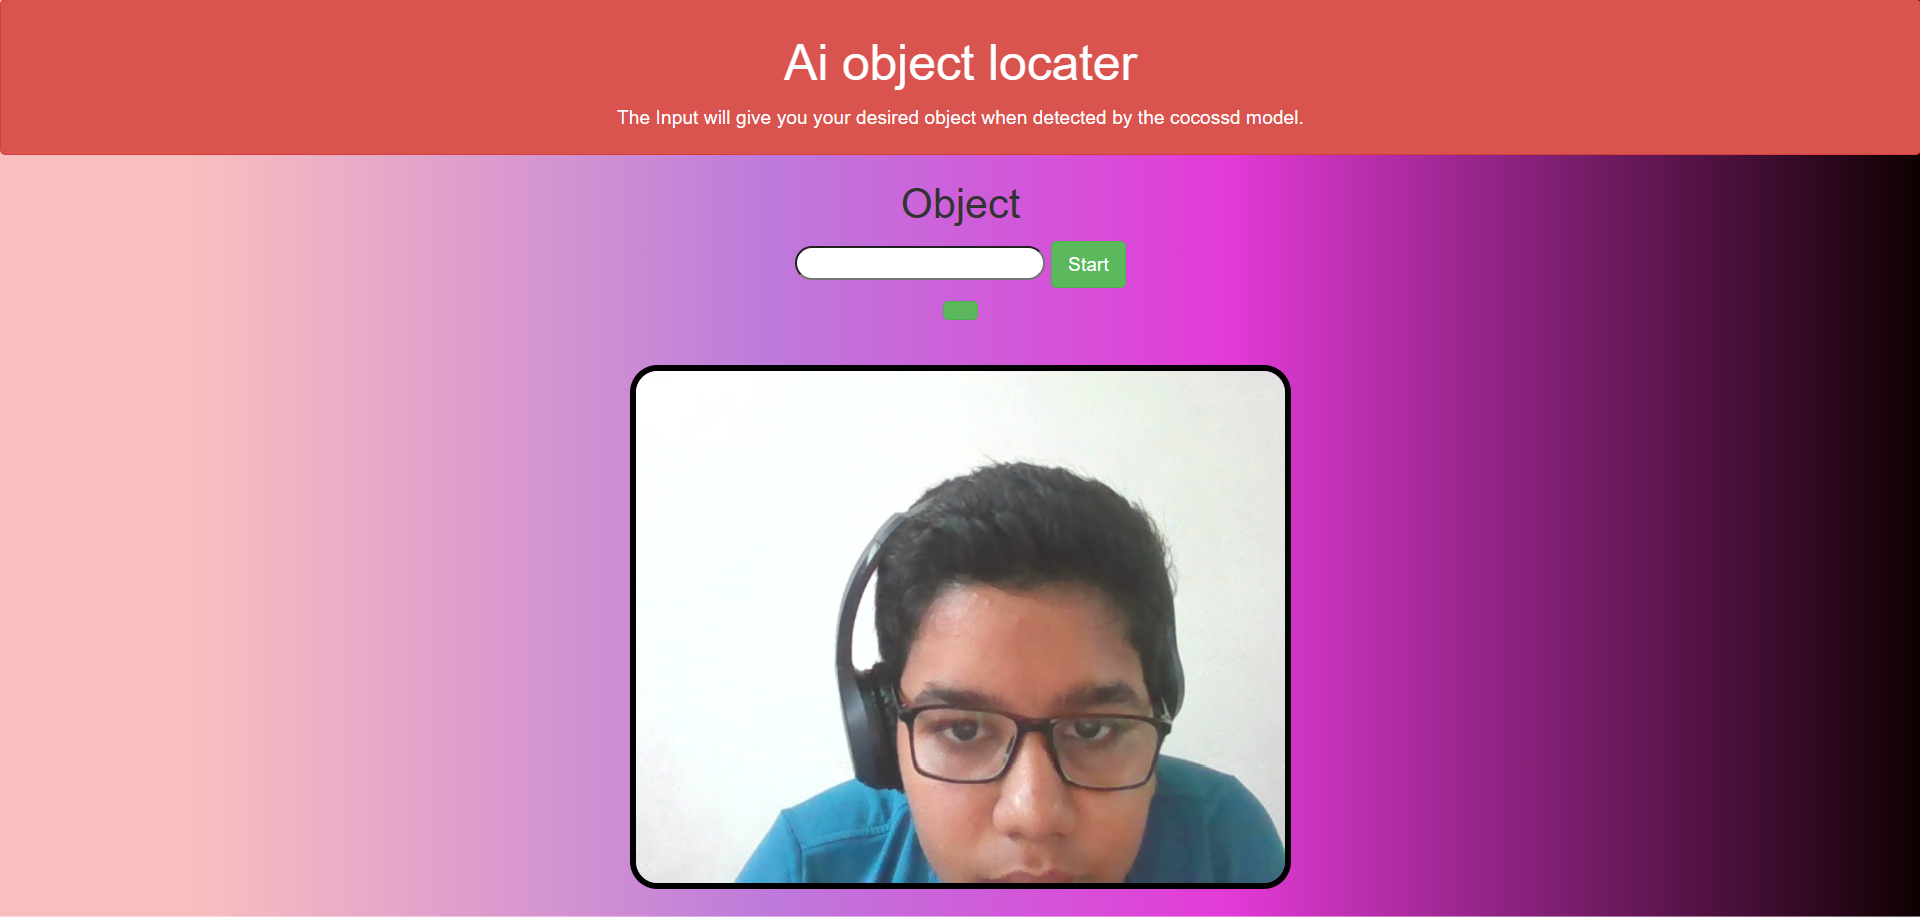 Ai object locater
The Input will give you your desired object when detected by the cocossd model.
Object
Start